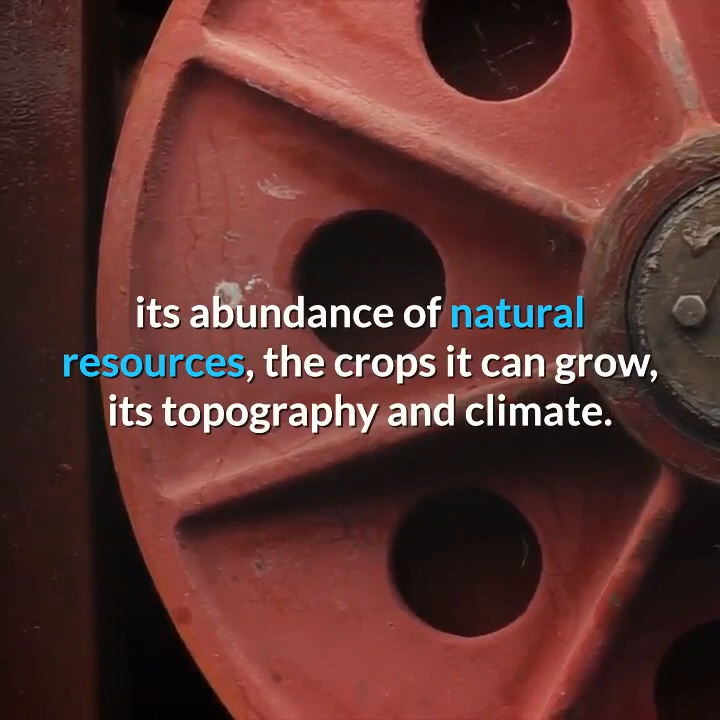 its abundance of natural
resources, the crops it can grow,
its topography and climate.